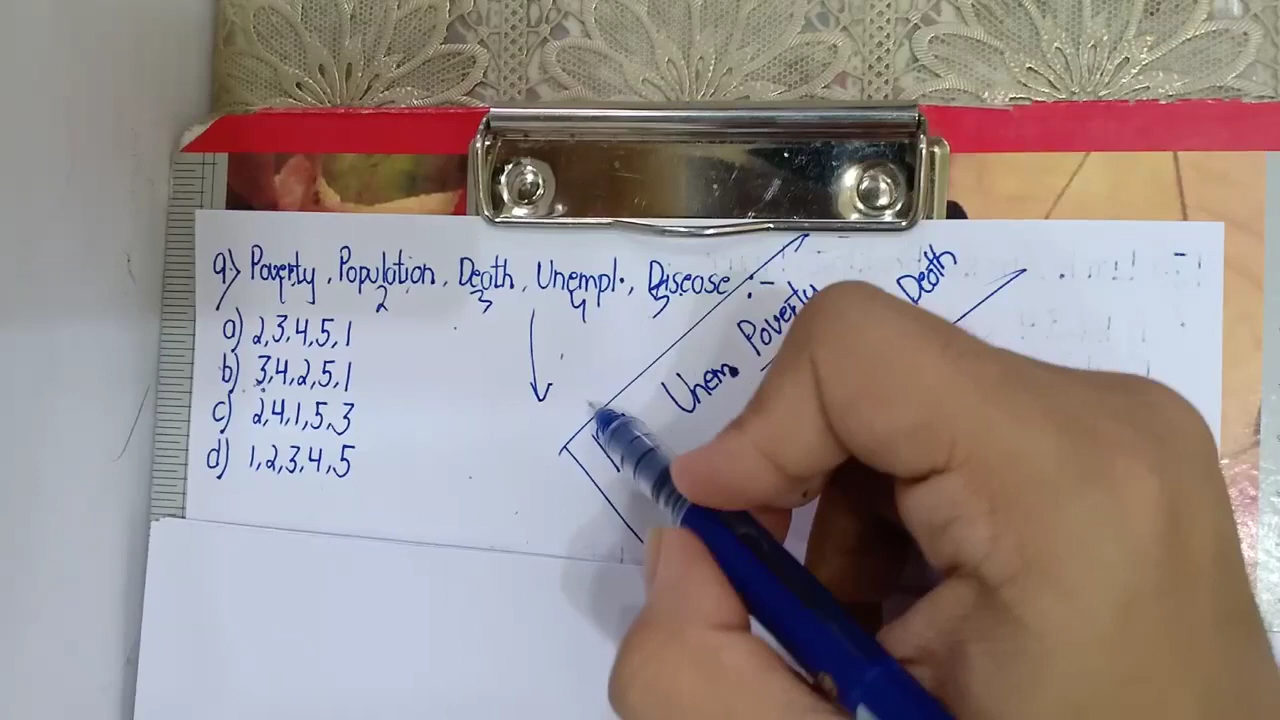 9> Poverty, Population, Death, Unempl., Disease :-
1 2 3 4 5
a) 2,3,4,5,1
b) 3,4,2,5,1
c) 2,4,1,5,3
d) 1,2,3,4,5
Unem Poverty Death